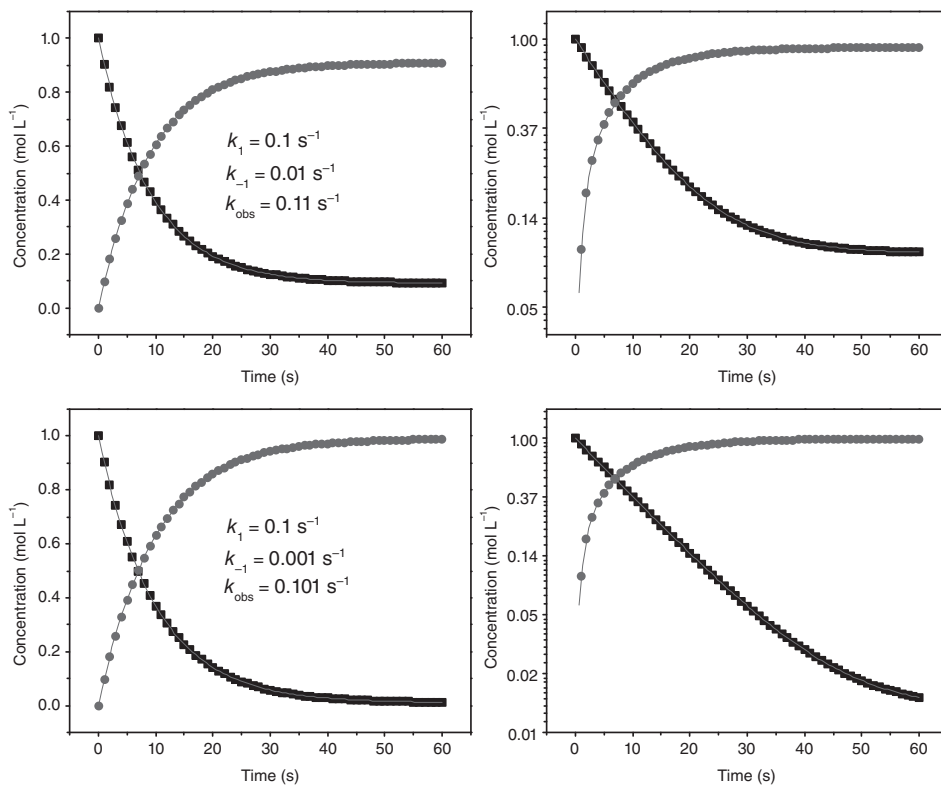 Concentration (mol L⁻¹)
1.0
0.8
0.6
0.4
0.2
0.0
k₁ = 0.1 s⁻¹
k₋₁ = 0.01 s⁻¹
k_obs = 0.11 s⁻¹
0 10 20 30 40 50 60
Time (s)
Concentration (mol L⁻¹)
1.00
0.37
0.14
0.05
0 10 20 30 40 50 60
Time (s)
Concentration (mol L⁻¹)
1.0
0.8
0.6
0.4
0.2
0.0
k₁ = 0.1 s⁻¹
k₋₁ = 0.001 s⁻¹
k_obs = 0.101 s⁻¹
0 10 20 30 40 50 60
Time (s)
Concentration (mol L⁻¹)
1.00
0.37
0.14
0.05
0.02
0.01
0 10 20 30 40 50 60
Time (s)